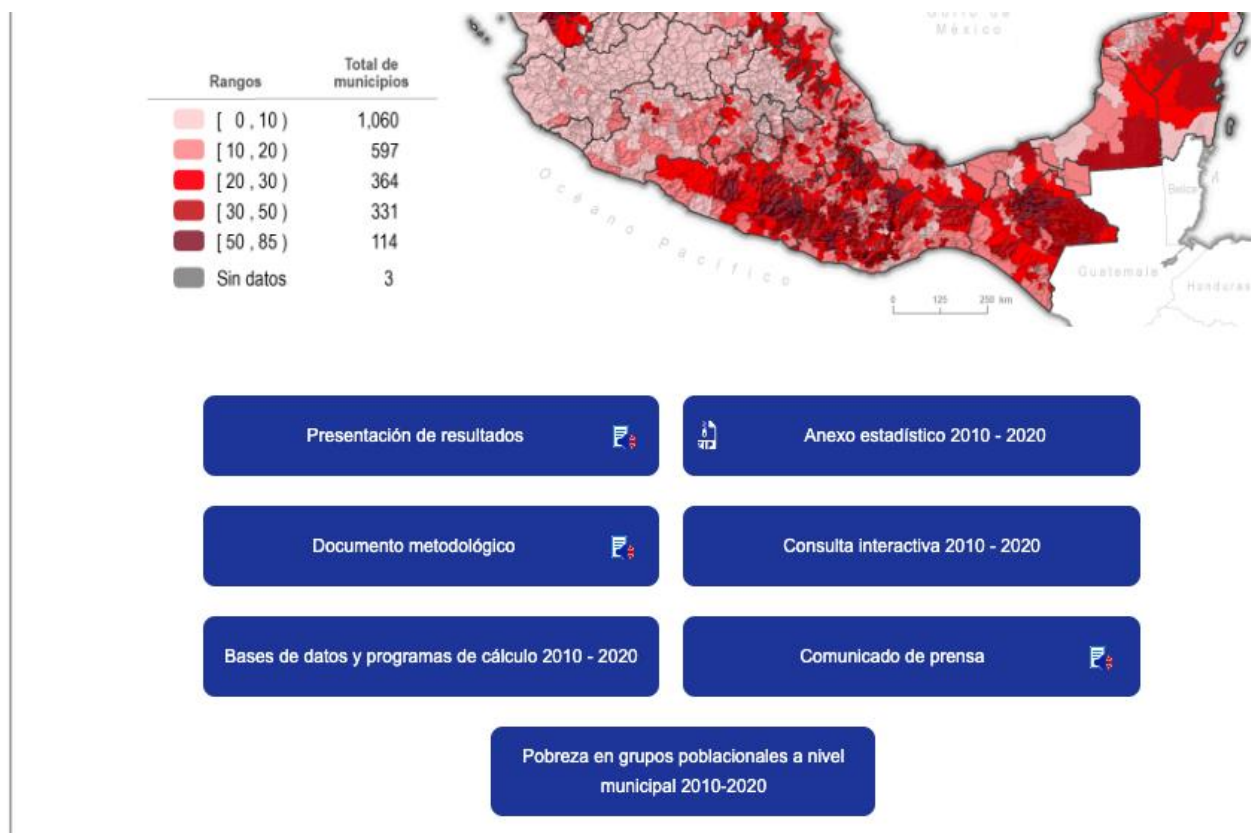 Golfo de
México
Rangos Total de
municipios
[ 0 , 10 ) 1,060
[ 10 , 20 ) 597
[ 20 , 30 ) 364
[ 30 , 50 ) 331
[ 50 , 85 ) 114
Sin datos 3
Océano Pacífico
Belice
Guatemala
Honduras
0 125 250 km
Presentación de resultados
Anexo estadístico 2010 - 2020
Documento metodológico
Consulta interactiva 2010 - 2020
Bases de datos y programas de cálculo 2010 - 2020
Comunicado de prensa
Pobreza en grupos poblacionales a nivel
municipal 2010-2020